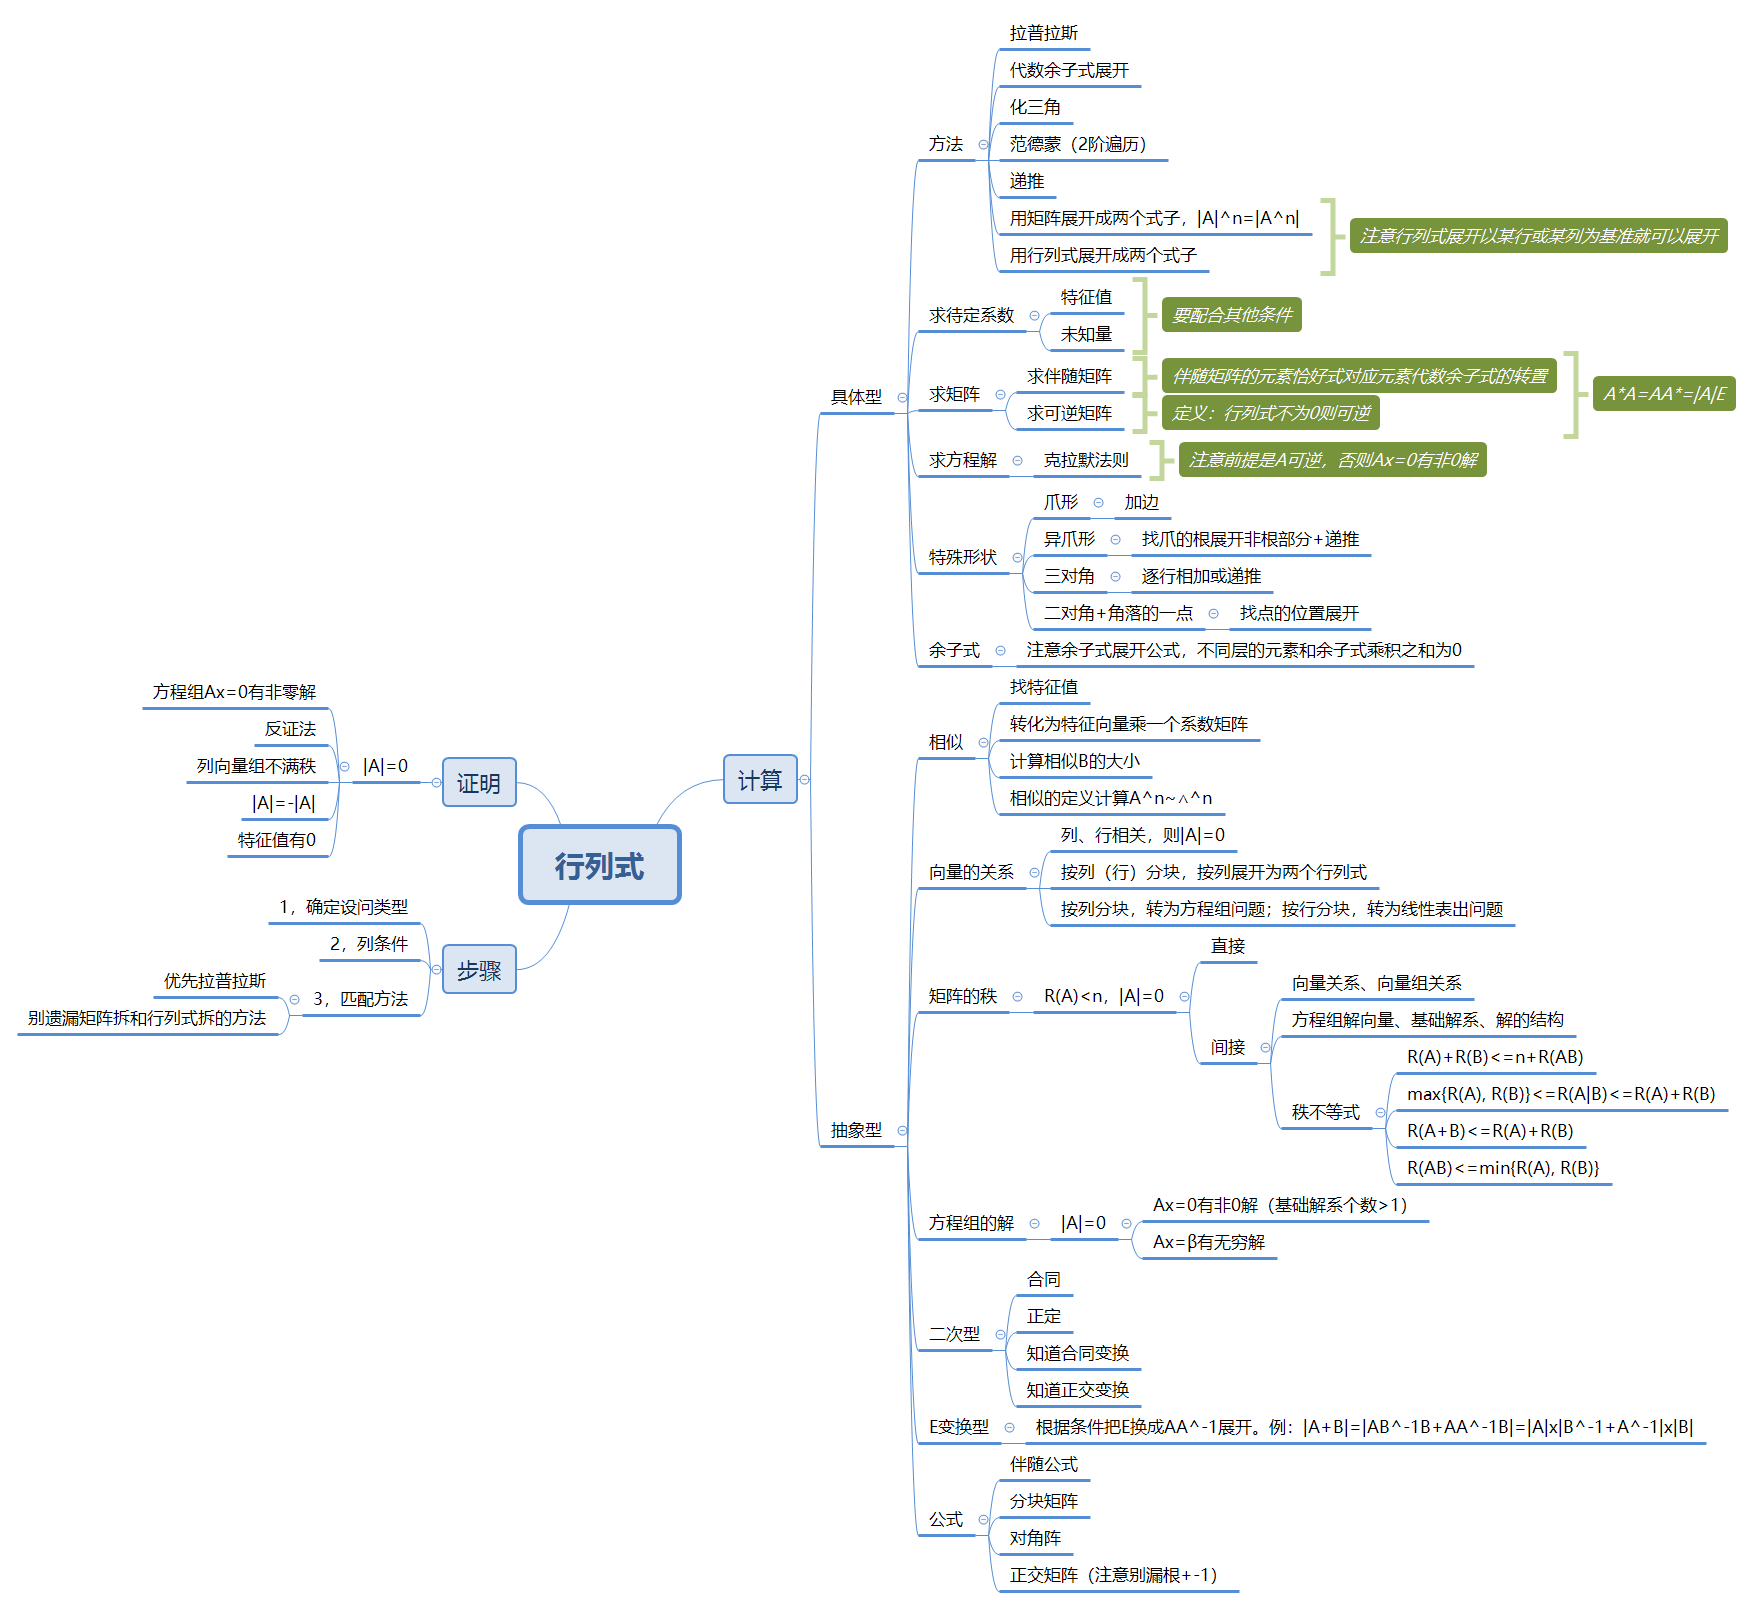 行列式
计算
具体型
方法
拉普拉斯
代数余子式展开
化三角
范德蒙（2阶遍历）
递推
用矩阵展开成两个式子，|A|^n=|A^n|
用行列式展开成两个式子
注意行列式展开以某行或某列为基准就可以展开
求待定系数
特征值
未知量
要配合其他条件
求矩阵
求伴随矩阵
伴随矩阵的元素恰好式对应元素代数余子式的转置
求可逆矩阵
定义：行列式不为0则可逆
A*A=AA*=|A|E
求方程解
克拉默法则
注意前提是A可逆，否则Ax=0有非0解
特殊形状
爪形
加边
异爪形
找爪的根展开非根部分+递推
三对角
逐行相加或递推
二对角+角落的一点
找点的位置展开
余子式
注意余子式展开公式，不同层的元素和余子式乘积之和为0
抽象型
相似
找特征值
转化为特征向量乘一个系数矩阵
计算相似B的大小
相似的定义计算A^n~∧^n
向量的关系
列、行相关，则|A|=0
按列（行）分块，按列展开为两个行列式
按列分块，转为方程组问题；按行分块，转为线性表出问题
矩阵的秩
R(A)<n，|A|=0
直接
间接
向量关系、向量组关系
方程组解向量、基础解系、解的结构
秩不等式
R(A)+R(B)<=n+R(AB)
max{R(A), R(B)}<=R(A|B)<=R(A)+R(B)
R(A+B)<=R(A)+R(B)
R(AB)<=min{R(A), R(B)}
方程组的解
|A|=0
Ax=0有非0解（基础解系个数>1）
Ax=β有无穷解
二次型
合同
正定
知道合同变换
知道正交变换
E变换型
根据条件把E换成AA^-1展开。例：|A+B|=|AB^-1B+AA^-1B|=|A|x|B^-1+A^-1|x|B|
公式
伴随公式
分块矩阵
对角阵
正交矩阵（注意别漏根+-1）
证明
|A|=0
方程组Ax=0有非零解
反证法
列向量组不满秩
|A|=-|A|
特征值有0
步骤
1，确定设问类型
2，列条件
3，匹配方法
优先拉普拉斯
别遗漏矩阵拆和行列式拆的方法